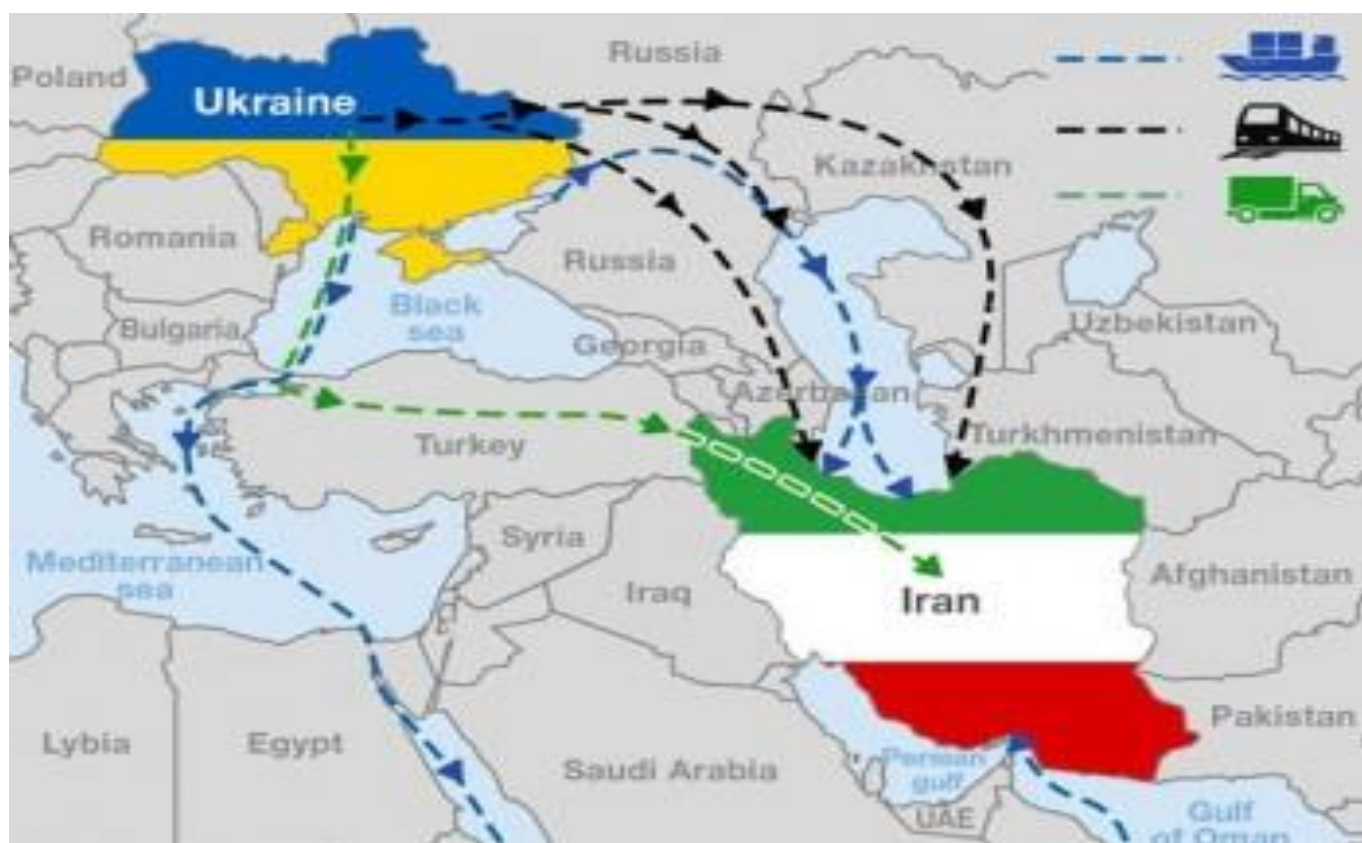 Russia
Poland
Ukraine
Kazakhstan
Romania
Russia
Black
sea
Bulgaria
Georgia
Uzbekistan
Azerbaijan
Turkey
Turkmenistan
Syria
Mediterranean
sea
Iraq
Iran
Afghanistan
Pakistan
Lybia
Egypt
Saudi Arabia
Persian
gulf
UAE
Gulf
of Oman